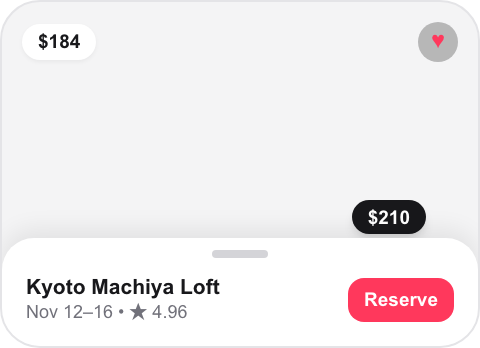 $184
♥
$210
Kyoto Machiya Loft
Nov 12–16 • ★ 4.96
Reserve